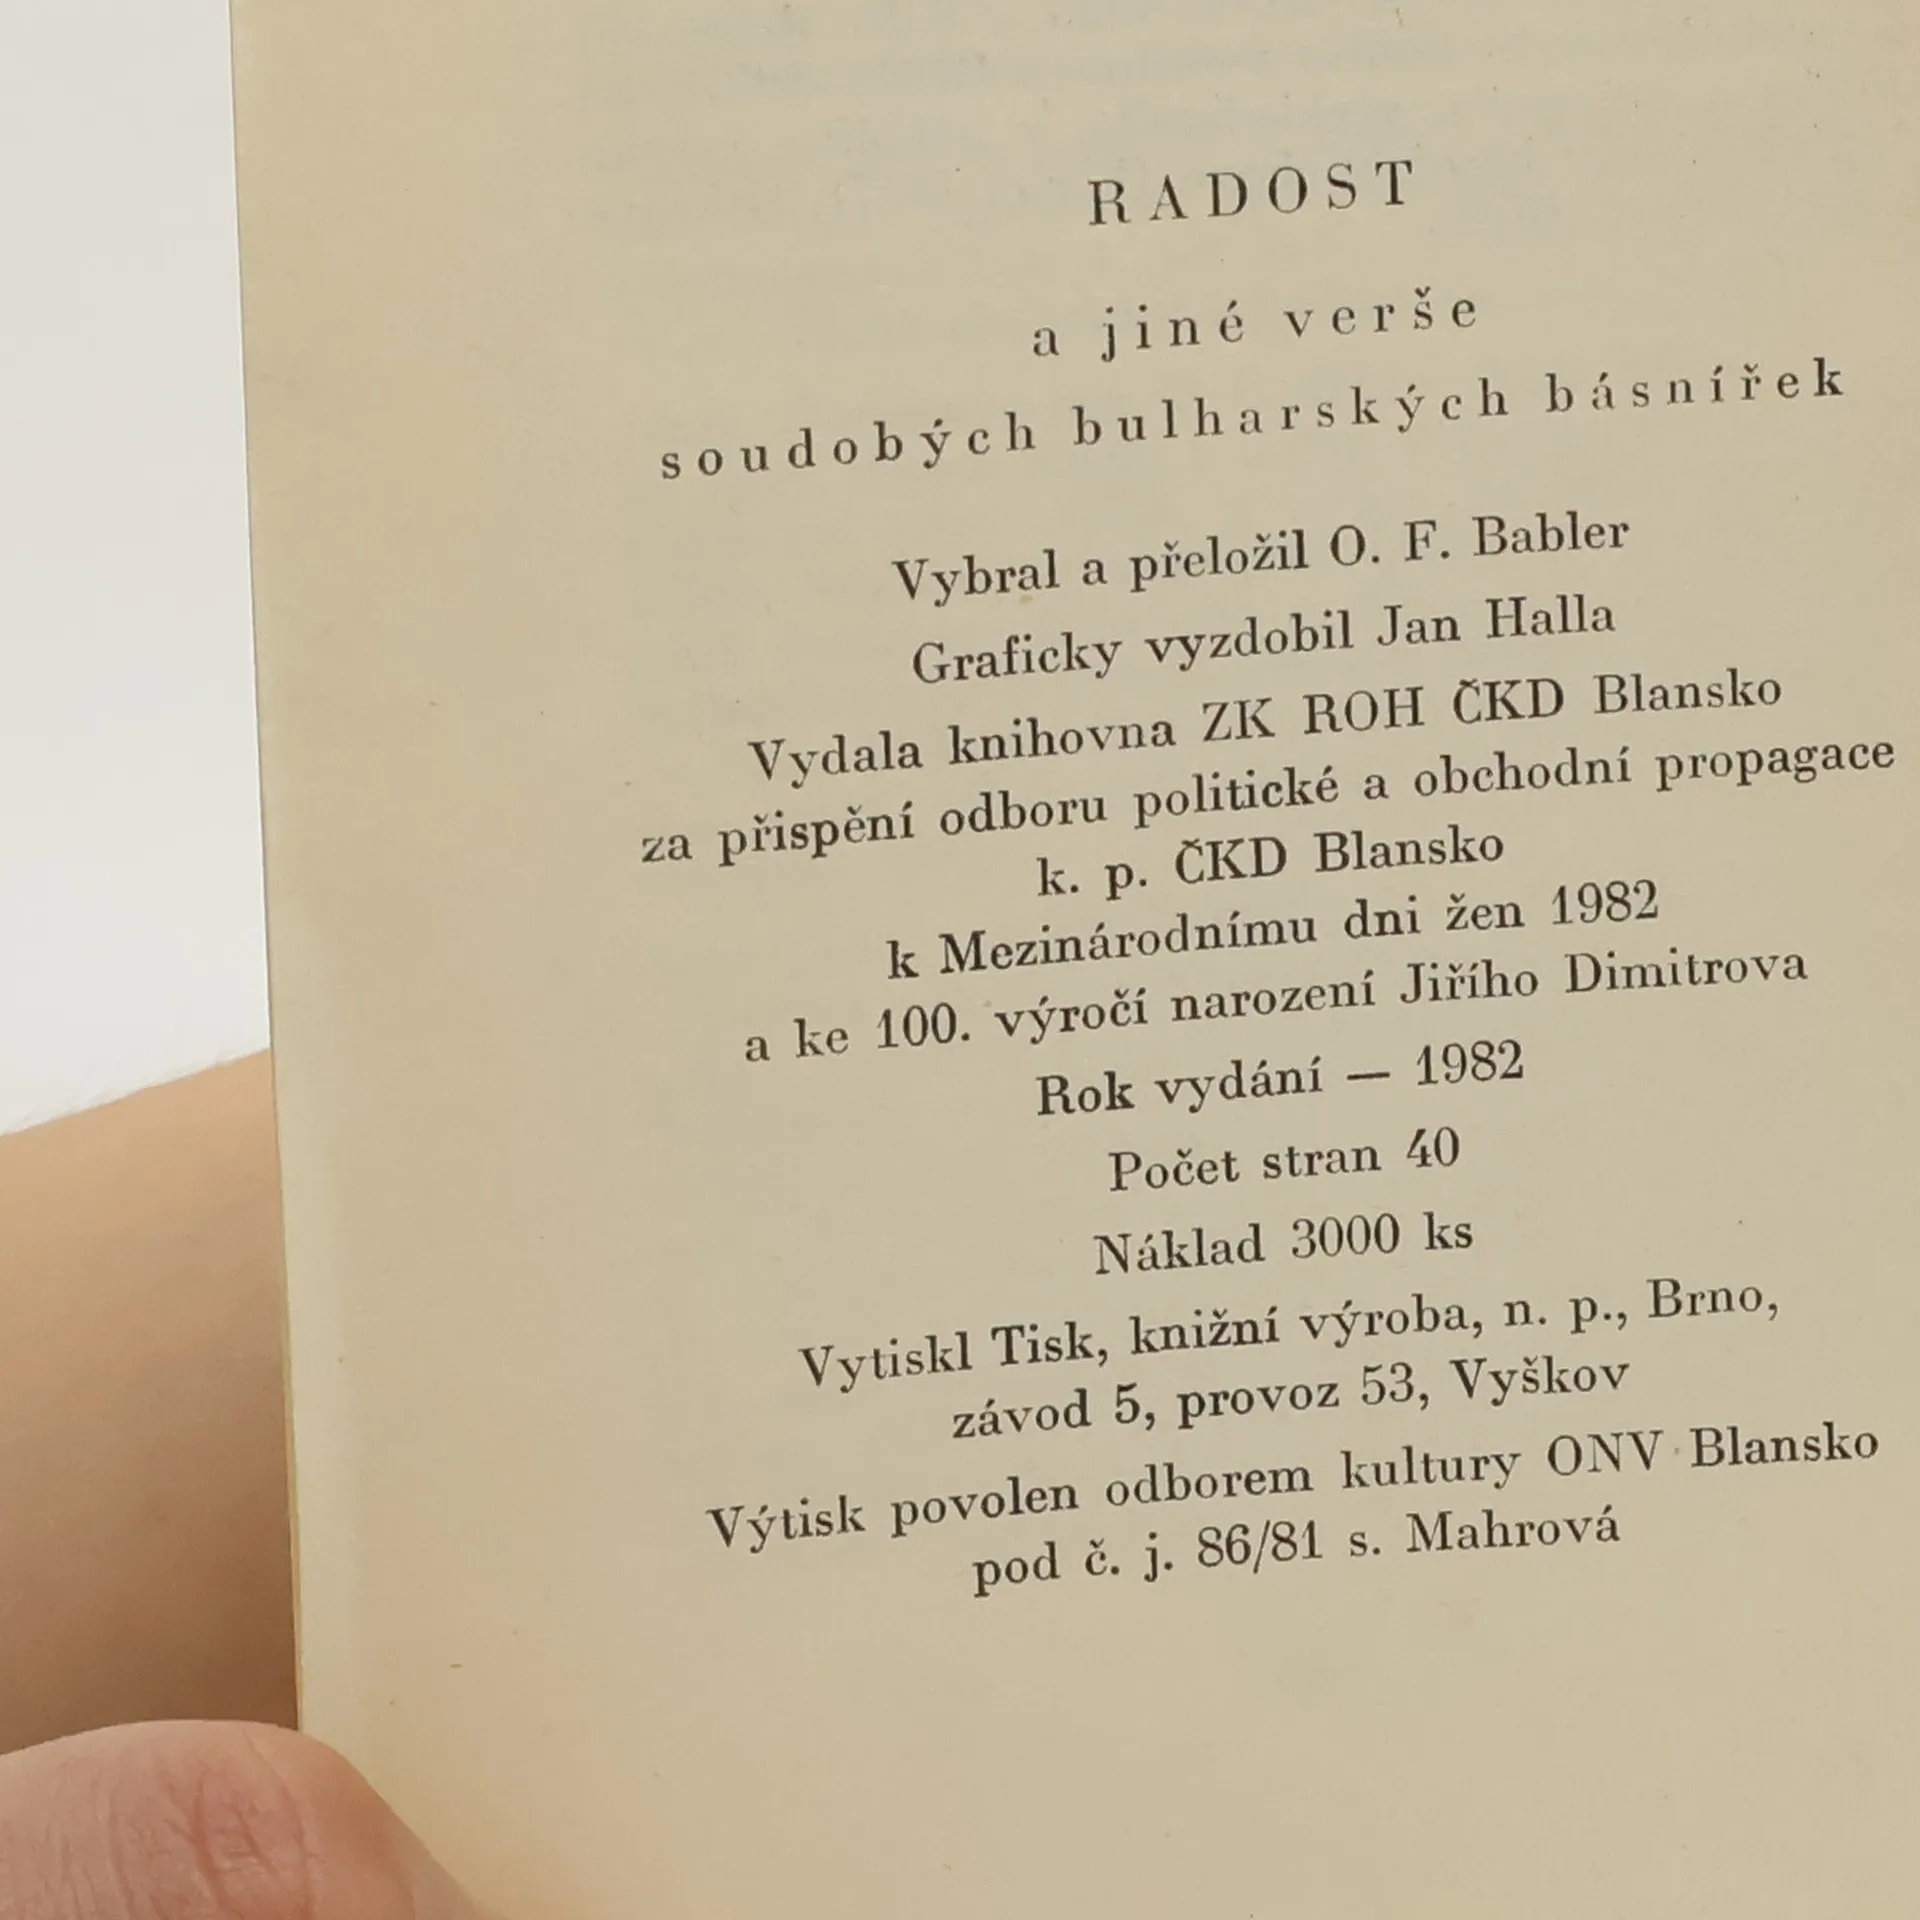 RADOST
a jiné verše
soudobých bulharských básnířek
Vybral a přeložil O. F. Babler
Graficky vyzdobil Jan Halla
Vydala knihovna ZK ROH ČKD Blansko
za přispění odboru politické a obchodní propagace
k. p. ČKD Blansko
k Mezinárodnímu dni žen 1982
a ke 100. výročí narození Jiřího Dimitrova
Rok vydání — 1982
Počet stran 40
Náklad 3000 ks
Vytiskl Tisk, knižní výroba, n. p., Brno,
závod 5, provoz 53, Vyškov
Výtisk povolen odborem kultury ONV Blansko
pod č. j. 86/81 s. Mahrová